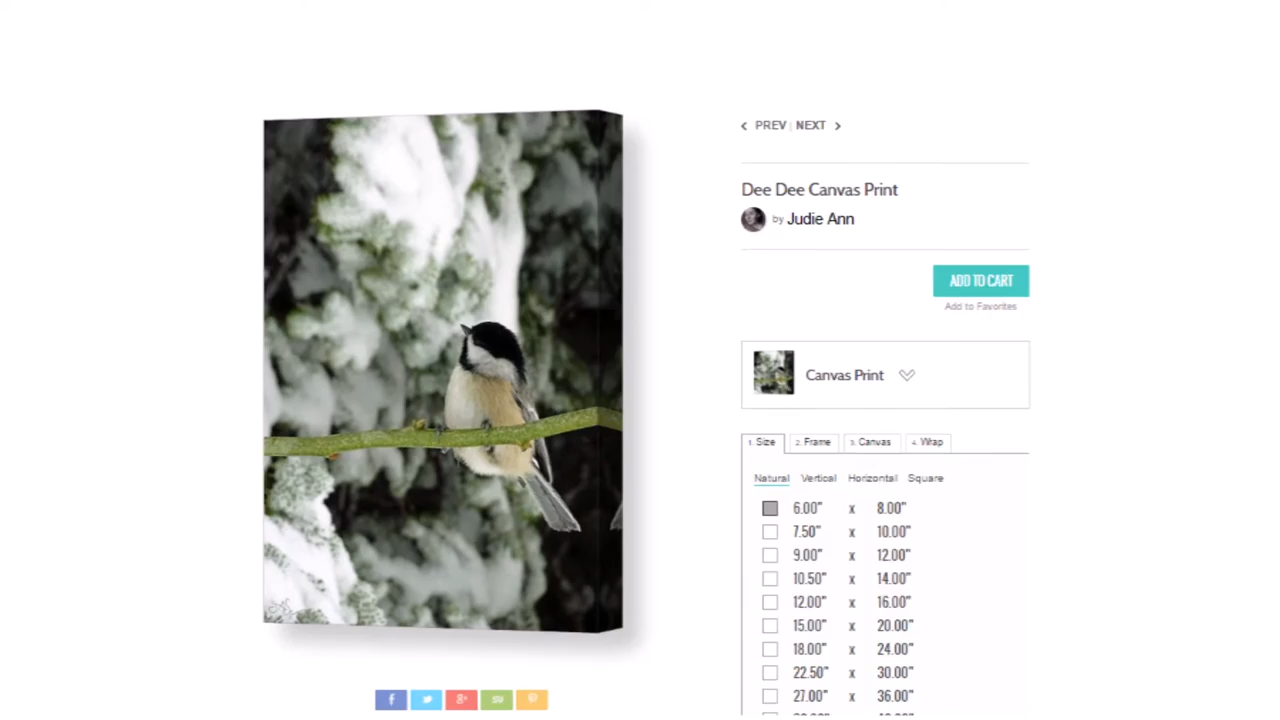 PREV | NEXT
Dee Dee Canvas Print
by Judie Ann
ADD TO CART
Add to Favorites
Canvas Print
1. Size
2. Frame
3. Canvas
4. Wrap
Natural Vertical Horizontal Square
6.00" x 8.00"
7.50" x 10.00"
9.00" x 12.00"
10.50" x 14.00"
12.00" x 16.00"
15.00" x 20.00"
18.00" x 24.00"
22.50" x 30.00"
27.00" x 36.00"